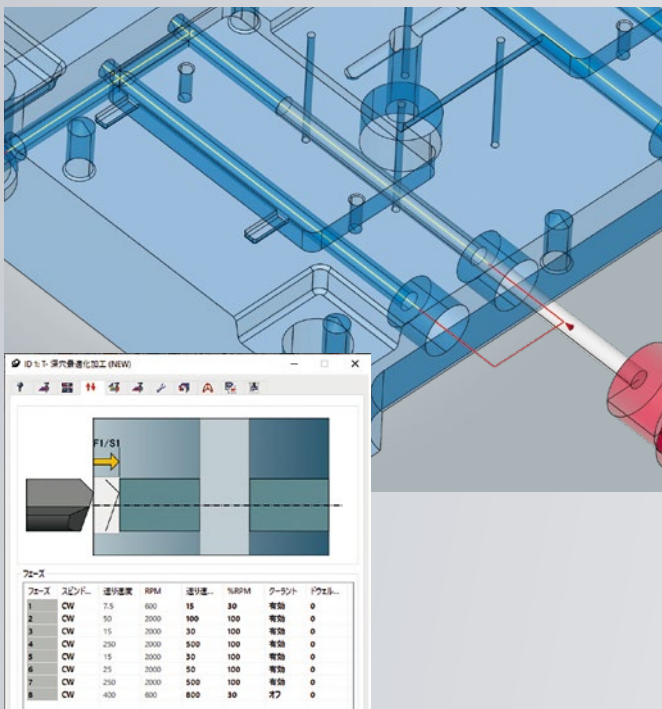 ID 1: T- 深穴最適化加工 (NEW)
F1/S1
フェーズ
フェーズ スピンド... 送り速度 RPM 送り速... %RPM クーラント ドウェル...
1 CW 7.5 600 15 30 有効 0
2 CW 50 2000 100 100 有効 0
3 CW 15 2000 30 100 有効 0
4 CW 250 2000 500 100 有効 0
5 CW 15 2000 30 100 有効 0
6 CW 25 2000 50 100 有効 0
7 CW 250 2000 500 100 有効 0
8 CW 400 600 800 30 オフ 0